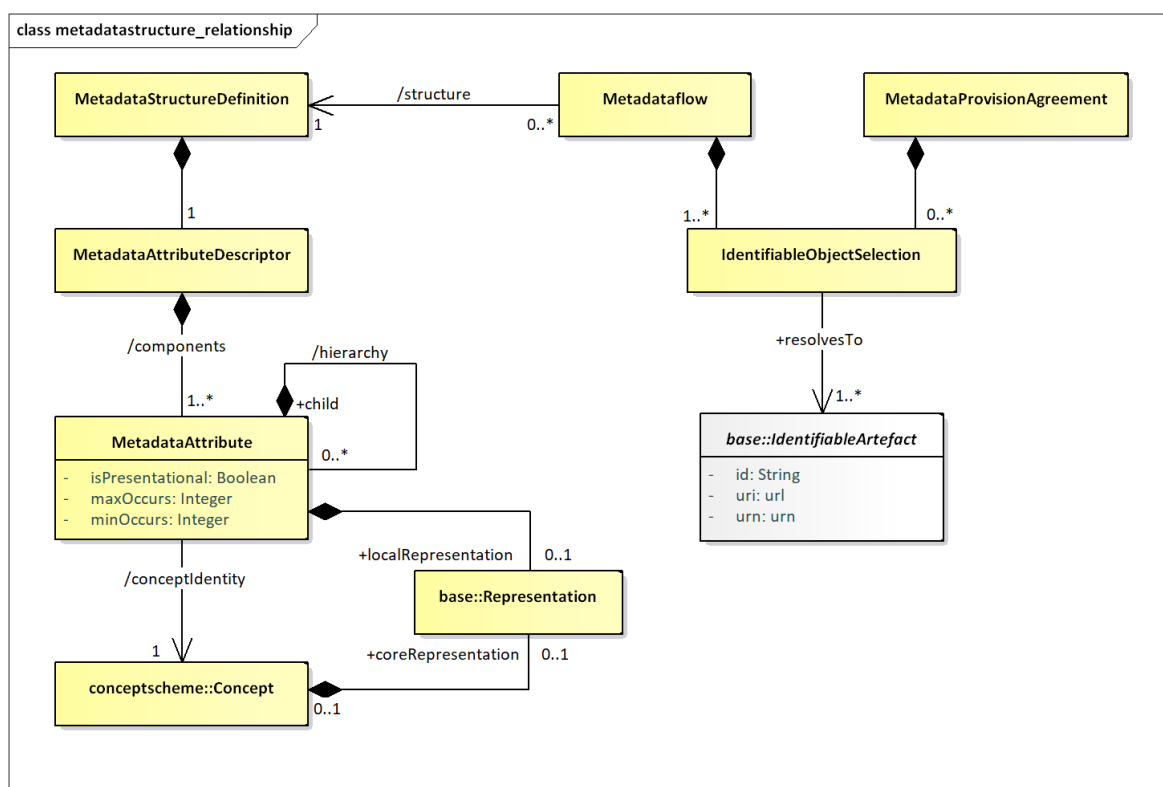 class metadatastructure_relationship
MetadataStructureDefinition
/structure
1
0..*
Metadataflow
MetadataProvisionAgreement
1
1..*
0..*
MetadataAttributeDescriptor
IdentifiableObjectSelection
/components
1..*
/hierarchy
+child
0..*
+resolvesTo
1..*
MetadataAttribute
- isPresentational: Boolean
- maxOccurs: Integer
- minOccurs: Integer
base::IdentifiableArtefact
- id: String
- uri: url
- urn: urn
+localRepresentation
0..1
/conceptIdentity
1
base::Representation
+coreRepresentation
0..1
conceptscheme::Concept
0..1